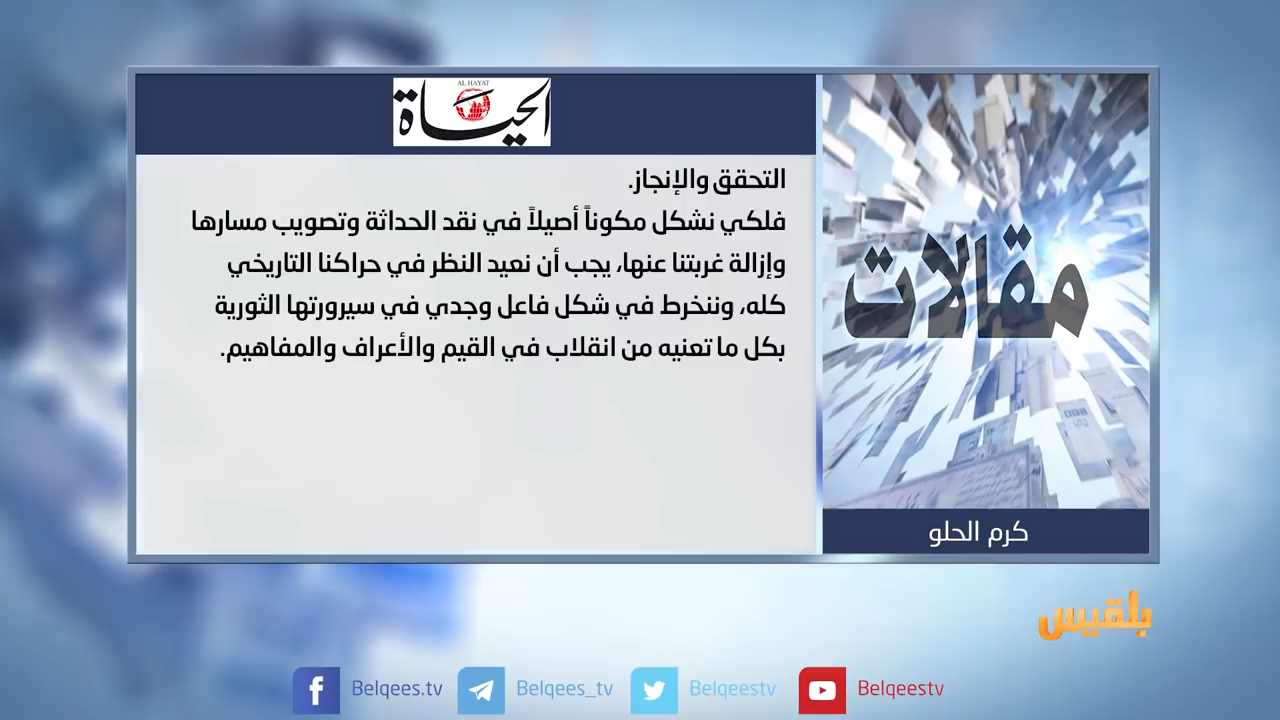 AL HAYAT
الحياة
التحقق والإنجاز.
فلكي نشكل مكوناً أصيلاً في نقد الحداثة وتصويب مسارها
وإزالة غربتنا عنها، يجب أن نعيد النظر في حراكنا التاريخي
كله، وننخرط في شكل فاعل وجدي في سيرورتها الثورية
بكل ما تعنيه من انقلاب في القيم والأعراف والمفاهيم.
مقالات
كرم الحلو
بلقيس
Belqees.tv
Belqees_tv
Belqeestv
Belqeestv